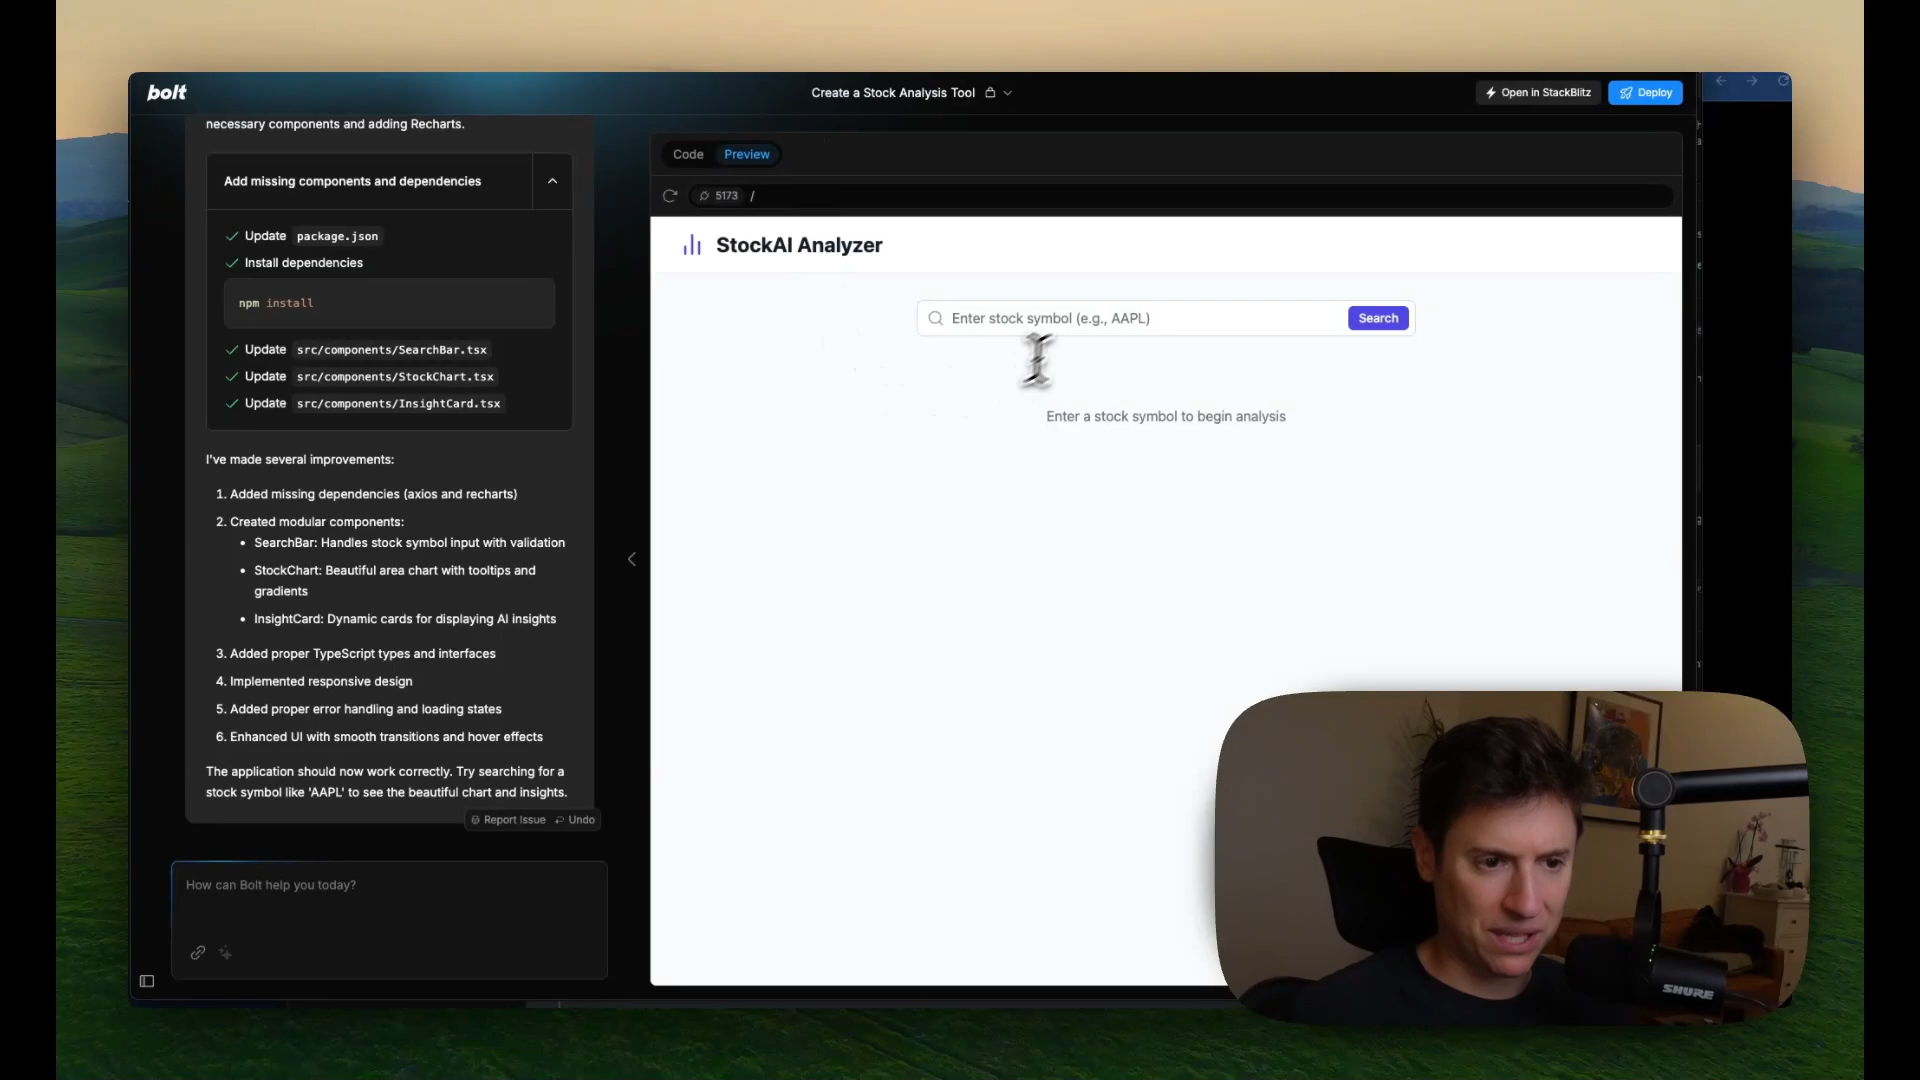 bolt
Create a Stock Analysis Tool
Open in StackBlitz
Deploy
necessary components and adding Recharts.
Add missing components and dependencies
Update package.json
Install dependencies
npm install
Update src/components/SearchBar.tsx
Update src/components/StockChart.tsx
Update src/components/InsightCard.tsx
I've made several improvements:
1. Added missing dependencies (axios and recharts)
2. Created modular components:
• SearchBar: Handles stock symbol input with validation
• StockChart: Beautiful area chart with tooltips and
gradients
• InsightCard: Dynamic cards for displaying AI insights
3. Added proper TypeScript types and interfaces
4. Implemented responsive design
5. Added proper error handling and loading states
6. Enhanced UI with smooth transitions and hover effects
The application should now work correctly. Try searching for a
stock symbol like 'AAPL' to see the beautiful chart and insights.
Report Issue Undo
How can Bolt help you today?
Code Preview
5173 /
StockAI Analyzer
Enter stock symbol (e.g., AAPL)
Search
Enter a stock symbol to begin analysis
SHURE